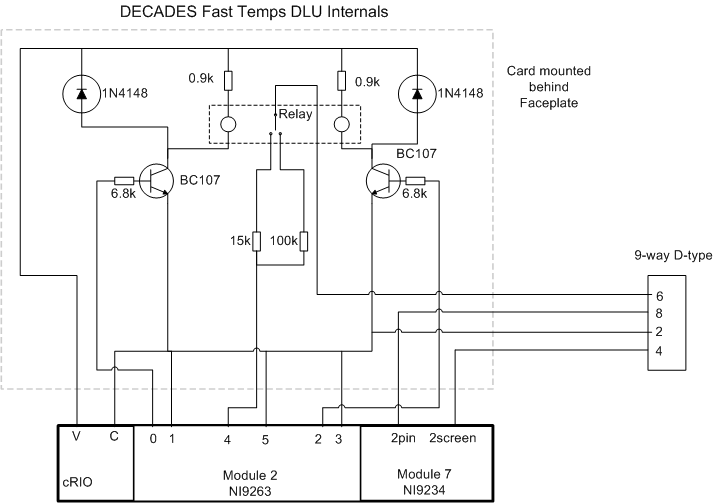 DECADES Fast Temps DLU Internals
Card mounted
behind
Faceplate
0.9k
0.9k
1N4148
1N4148
Relay
BC107
BC107
6.8k
6.8k
15k
100k
9-way D-type
6
8
2
4
V
C
0
1
4
5
2
3
2pin
2screen
cRIO
Module 2
NI9263
Module 7
NI9234